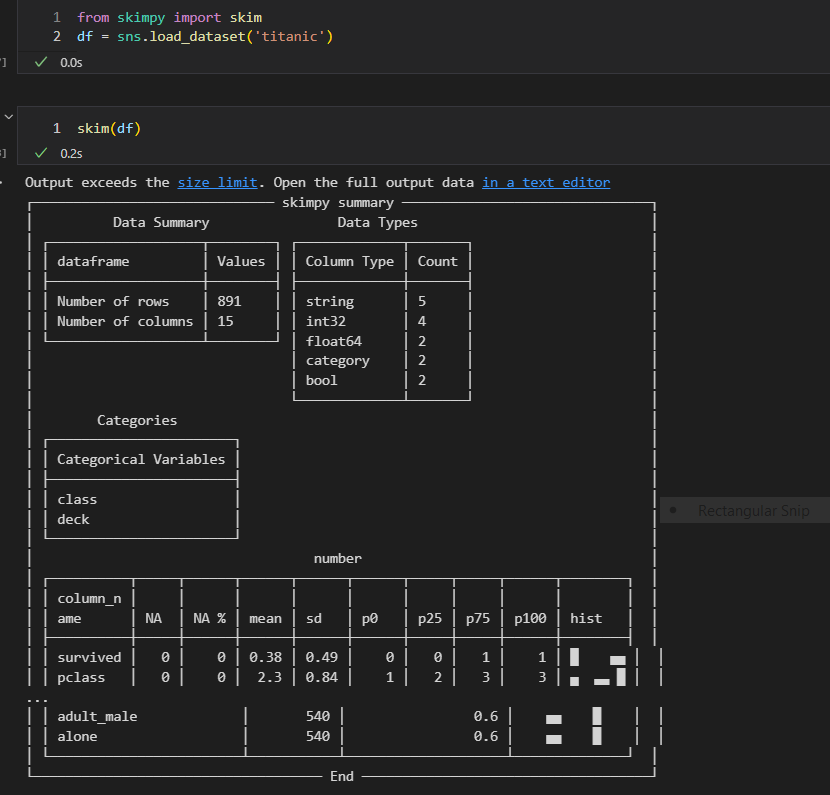 1 from skimpy import skim
2 df = sns.load_dataset('titanic')
0.0s
1 skim(df)
0.2s
Output exceeds the size limit. Open the full output data in a text editor
skimpy summary
Data Summary Data Types
dataframe Values Column Type Count
Number of rows 891 string 5
Number of columns 15 int32 4
float64 2
category 2
bool 2
Categories
Categorical Variables
class
deck
Rectangular Snip
number
column_n
ame NA NA % mean sd p0 p25 p75 p100 hist
survived 0 0 0.38 0.49 0 0 1 1
pclass 0 0 2.3 0.84 1 2 3 3
...
adult_male 540 0.6
alone 540 0.6
End